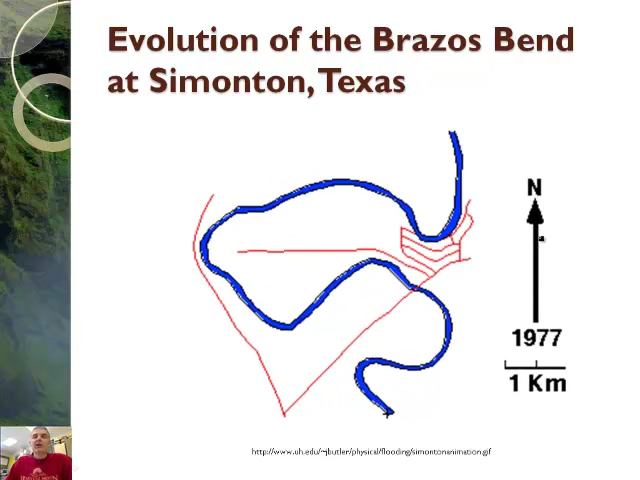 Evolution of the Brazos Bend
at Simonton, Texas
N
1977
1 Km
http://www.uh.edu/~jbutler/physical/flooding/simontonanimation.gif